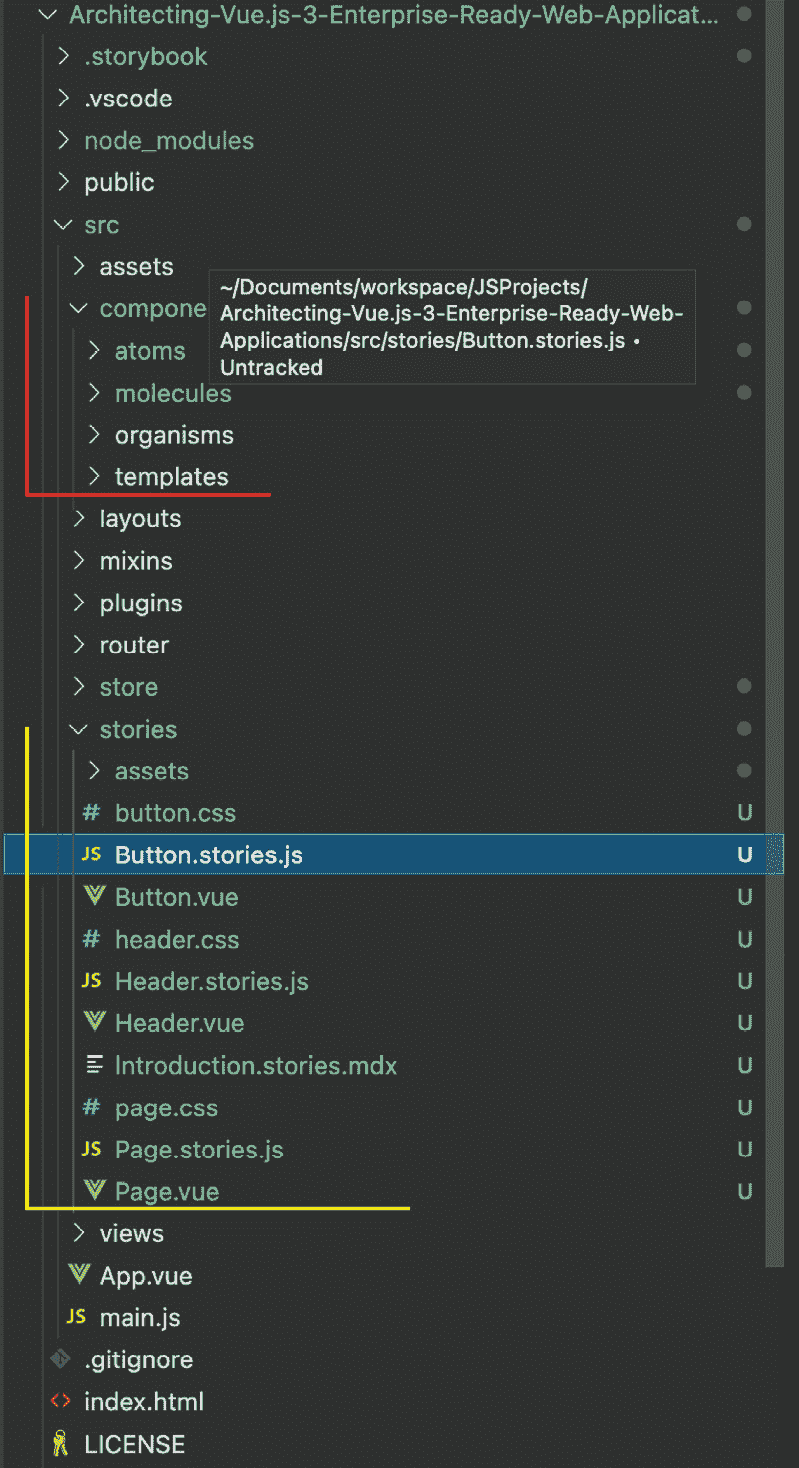 Architecting-Vue.js-3-Enterprise-Ready-Web-Applicat...
.storybook
.vscode
node_modules
public
src
assets
compone
~/Documents/workspace/JSProjects/
Architecting-Vue.js-3-Enterprise-Ready-Web-
Applications/src/stories/Button.stories.js •
Untracked
atoms
molecules
organisms
templates
layouts
mixins
plugins
router
store
stories
assets
# button.css U
JS Button.stories.js U
Button.vue U
# header.css U
JS Header.stories.js U
Header.vue U
Introduction.stories.mdx U
# page.css U
JS Page.stories.js U
Page.vue U
views
App.vue
JS main.js
.gitignore
<> index.html
LICENSE